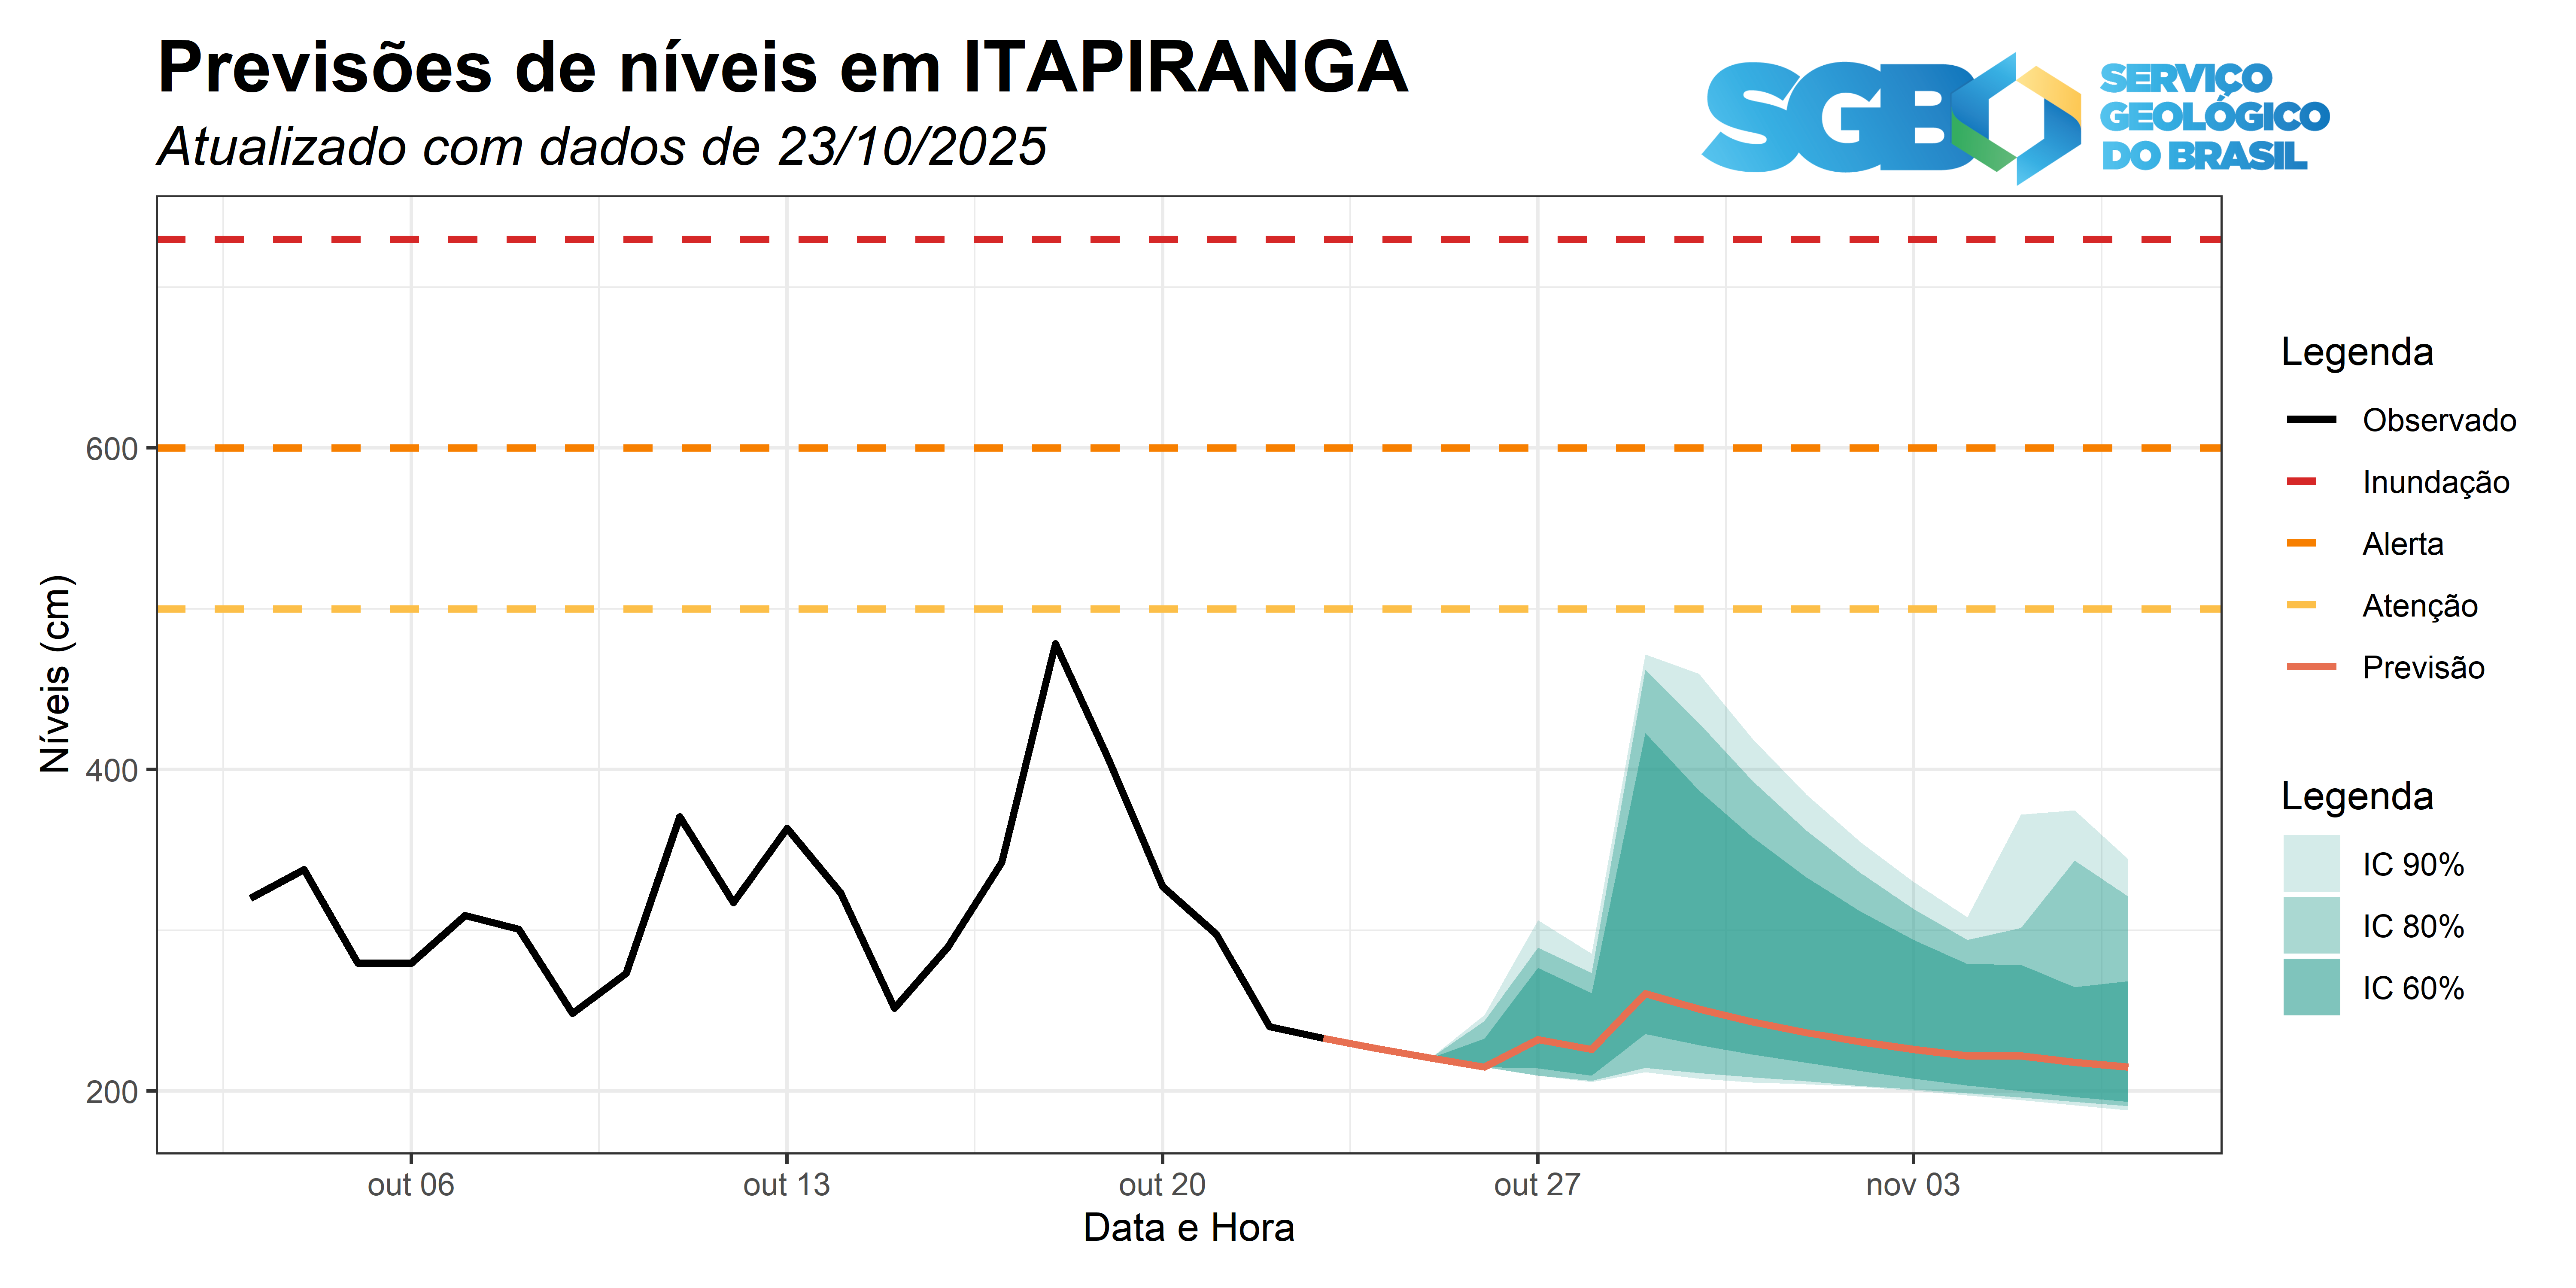 Previsões de níveis em ITAPIRANGA
Atualizado com dados de 23/10/2025
SGB
SERVIÇO
GEOLÓGICO
DO BRASIL
Níveis (cm)
600
400
200
out 06
out 13
out 20
out 27
nov 03
Data e Hora
Legenda
Observado
Inundação
Alerta
Atenção
Previsão
Legenda
IC 90%
IC 80%
IC 60%